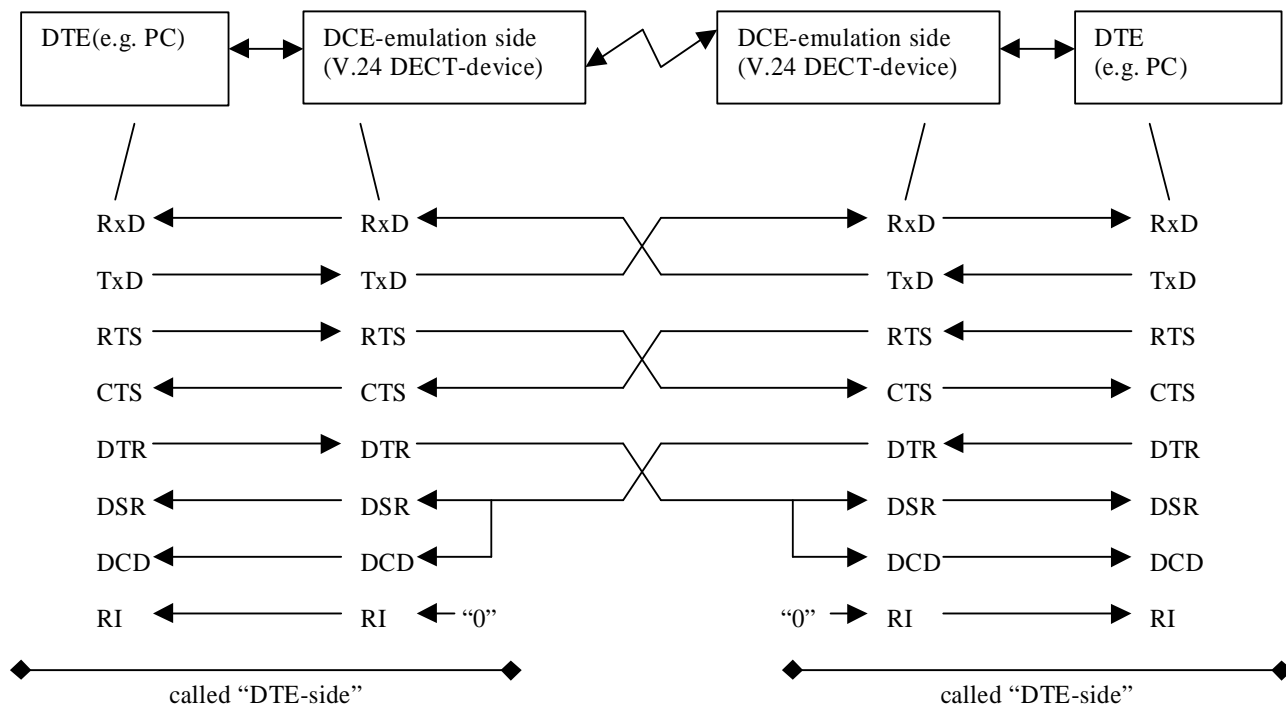 DTE(e.g. PC)
DCE-emulation side
(V.24 DECT-device)
DCE-emulation side
(V.24 DECT-device)
DTE
(e.g. PC)
RxD RxD RxD RxD
TxD TxD TxD TxD
RTS RTS RTS RTS
CTS CTS CTS CTS
DTR DTR DTR DTR
DSR DSR DSR DSR
DCD DCD DCD DCD
RI RI “0” “0” RI RI
called “DTE-side” called “DTE-side”